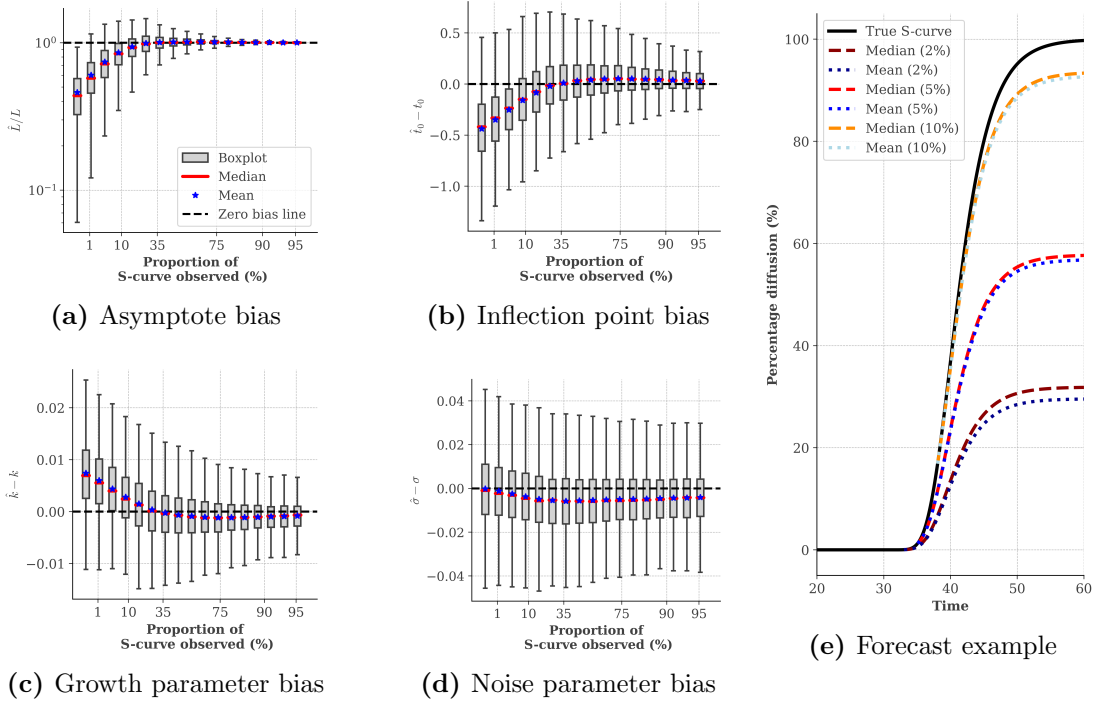 10⁰
10⁻¹
L̂/L
Boxplot
Median
Mean
Zero bias line
1 10 35 75 90 95
Proportion of
S-curve observed (%)
(a) Asymptote bias
0.5
0.0
−0.5
−1.0
t̂₀ − t₀
1 10 35 75 90 95
Proportion of
S-curve observed (%)
(b) Inflection point bias
0.02
0.01
0.00
−0.01
k̂ − k
1 10 35 75 90 95
Proportion of
S-curve observed (%)
(c) Growth parameter bias
0.04
0.02
0.00
−0.02
−0.04
σ̂ − σ
1 10 35 75 90 95
Proportion of
S-curve observed (%)
(d) Noise parameter bias
True S-curve
Median (2%)
Mean (2%)
Median (5%)
Mean (5%)
Median (10%)
Mean (10%)
100
80
60
40
20
0
Percentage diffusion (%)
20 30 40 50 60
Time
(e) Forecast example